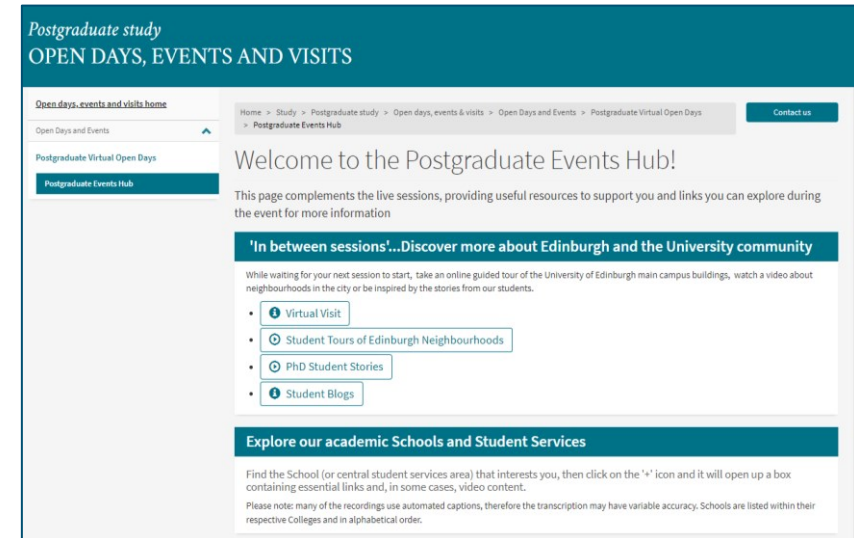 Postgraduate study
OPEN DAYS, EVENTS AND VISITS
Open days, events and visits home
Open Days and Events
Postgraduate Virtual Open Days
Postgraduate Events Hub
Home > Study > Postgraduate study > Open days, events & visits > Open Days and Events > Postgraduate Virtual Open Days
> Postgraduate Events Hub
Contact us
Welcome to the Postgraduate Events Hub!
This page complements the live sessions, providing useful resources to support you and links you can explore during
the event for more information
'In between sessions'...Discover more about Edinburgh and the University community
While waiting for your next session to start, take an online guided tour of the University of Edinburgh main campus buildings, watch a video about
neighbourhoods in the city or be inspired by the stories from our students.
• Virtual Visit
• Student Tours of Edinburgh Neighbourhoods
• PhD Student Stories
• Student Blogs
Explore our academic Schools and Student Services
Find the School (or central student services area) that interests you, then click on the '+' icon and it will open up a box
containing essential links and, in some cases, video content.
Please note: many of the recordings use automated captions, therefore the transcription may have variable accuracy. Schools are listed within their
respective Colleges and in alphabetical order.